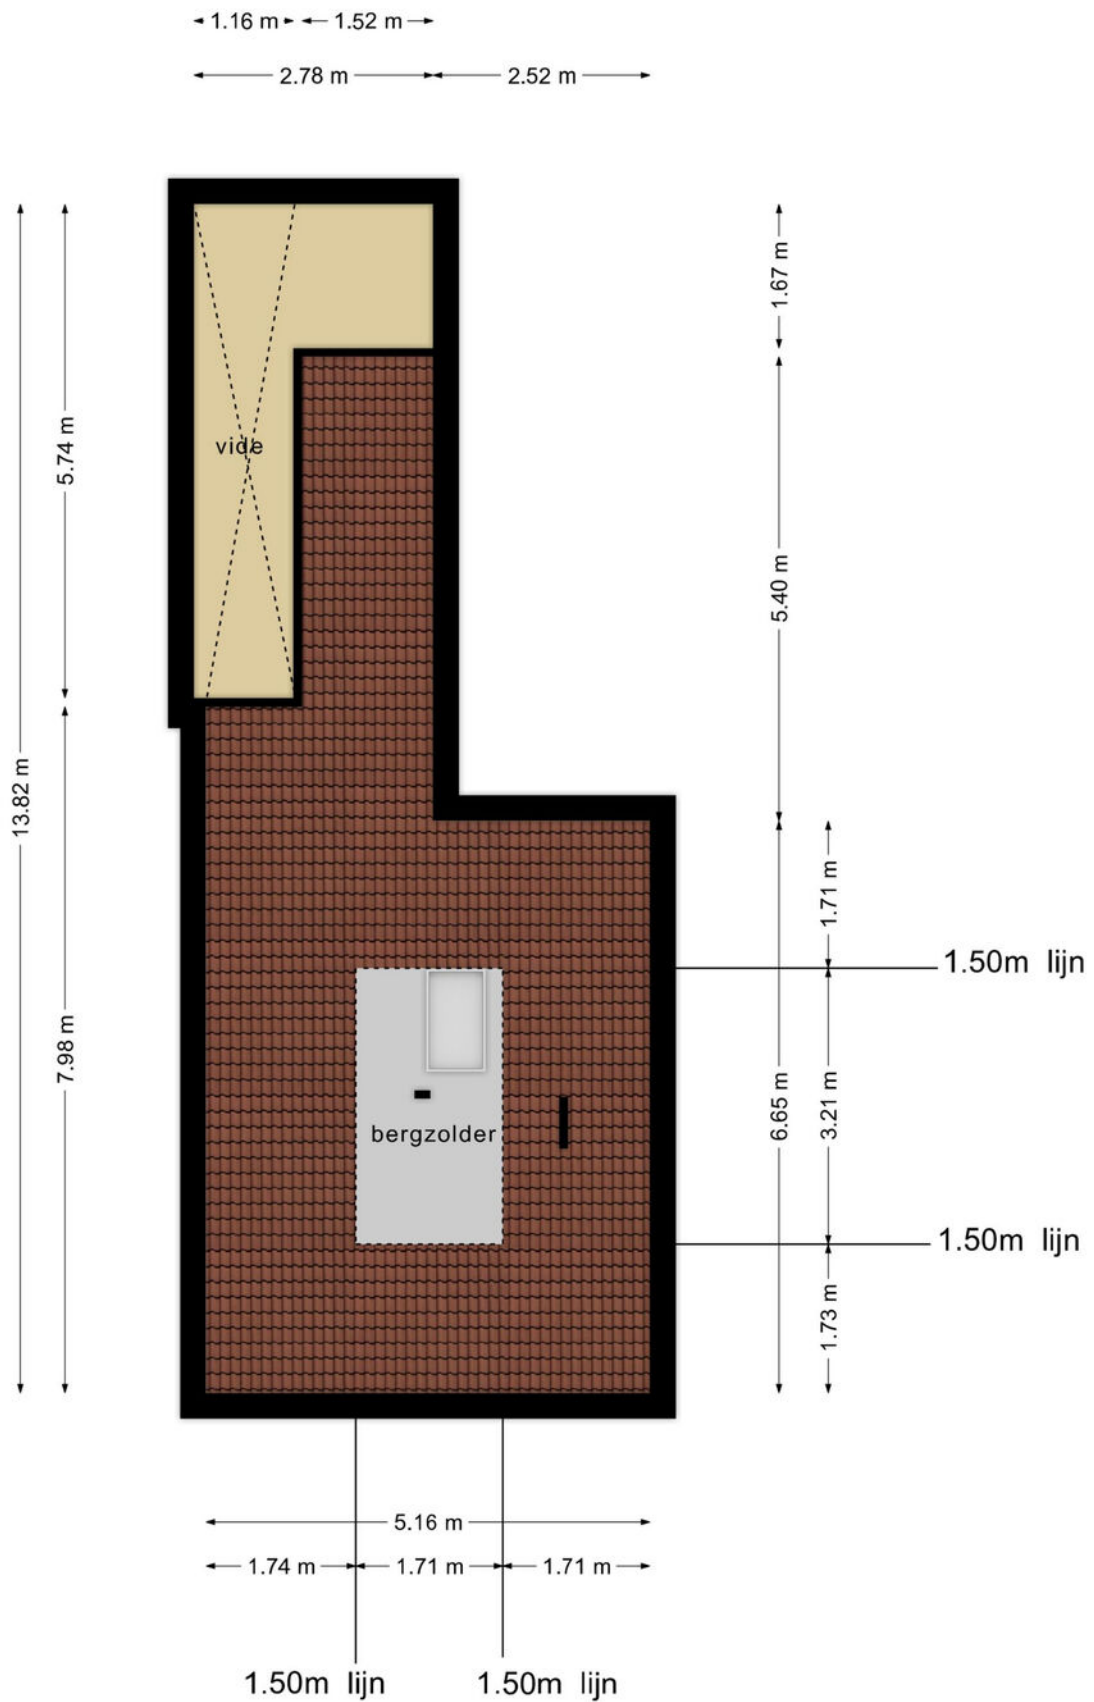 1.16 m
1.52 m
2.78 m
2.52 m
1.67 m
5.74 m
vide
5.40 m
13.82 m
1.71 m
1.50m lijn
7.98 m
6.65 m
3.21 m
bergzolder
1.50m lijn
1.73 m
5.16 m
1.74 m
1.71 m
1.71 m
1.50m lijn
1.50m lijn